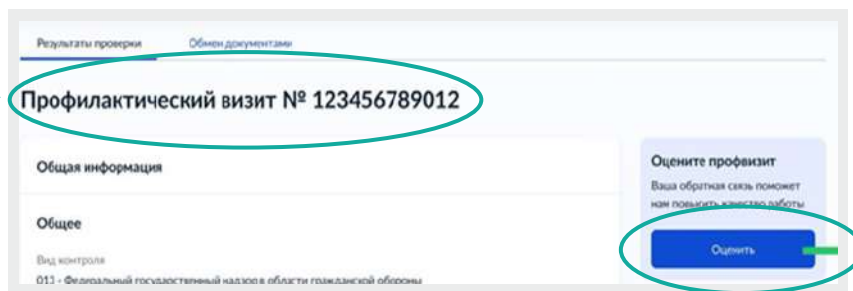 Результаты проверки Обмен документами
Профилактический визит № 123456789012
Общая информация
Оцените профвизит
Ваша обратная связь поможет
нам повысить качество работы
Оценить
Общее
Вид контроля
011 - Федеральный государственный надзор в области гражданской обороны